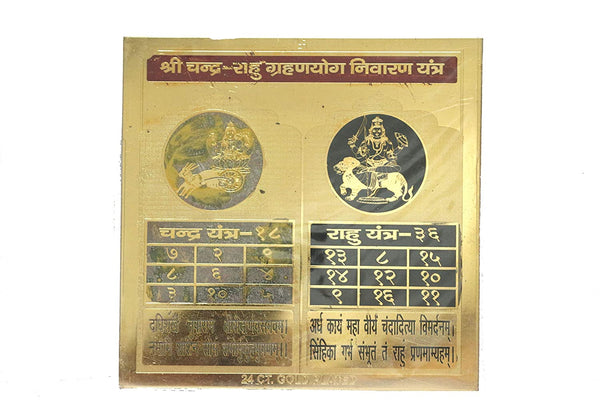 श्री चन्द्र-राहु ग्रहणयोग निवारण यंत्र
चन्द्र यंत्र-१८
७ २ ९
८ ६ ४
३ १० ५
राहु यंत्र-३६
१३ ८ १५
१४ १२ १०
९ १६ ११
अर्ध कायं महा वीर्यं चंदादित्या विमर्दनम्।
सिंहिका गर्भ संभूतं तं राहु प्रणमाम्यहम्।
24 CT. GOLD PLATED